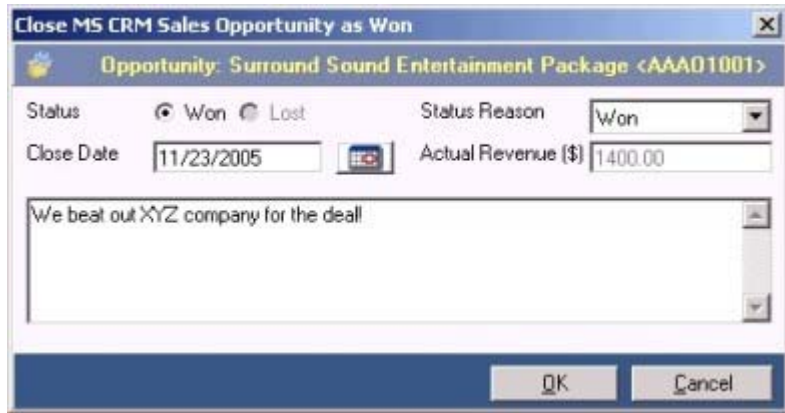 Close MS CRM Sales Opportunity as Won
Opportunity: Surround Sound Entertainment Package <AAAO1001>
Status Won Lost Status Reason Won
Close Date 11/23/2005 Actual Revenue ($) 1400.00
We beat out XYZ company for the deal!
OK Cancel